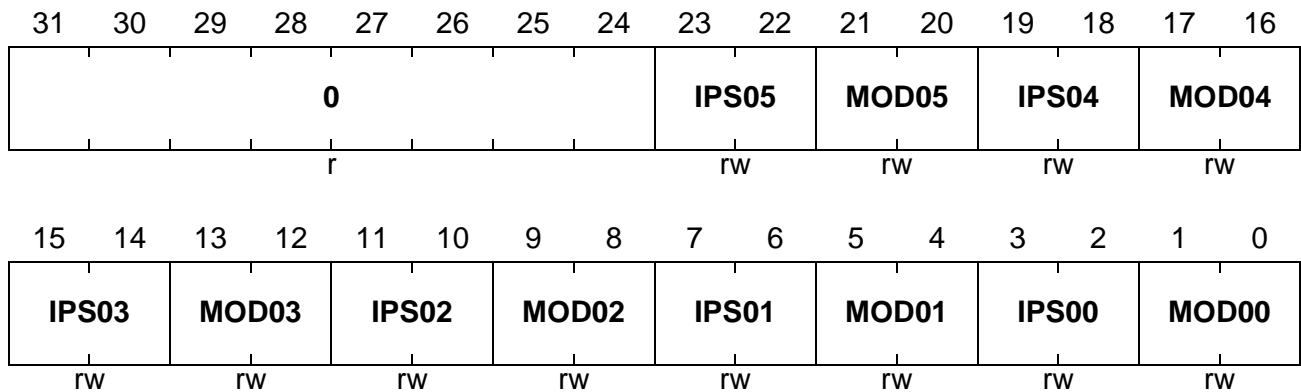 31 30 29 28 27 26 25 24 23 22 21 20 19 18 17 16
0 IPS05 MOD05 IPS04 MOD04
r rw rw rw rw
15 14 13 12 11 10 9 8 7 6 5 4 3 2 1 0
IPS03 MOD03 IPS02 MOD02 IPS01 MOD01 IPS00 MOD00
rw rw rw rw rw rw rw rw